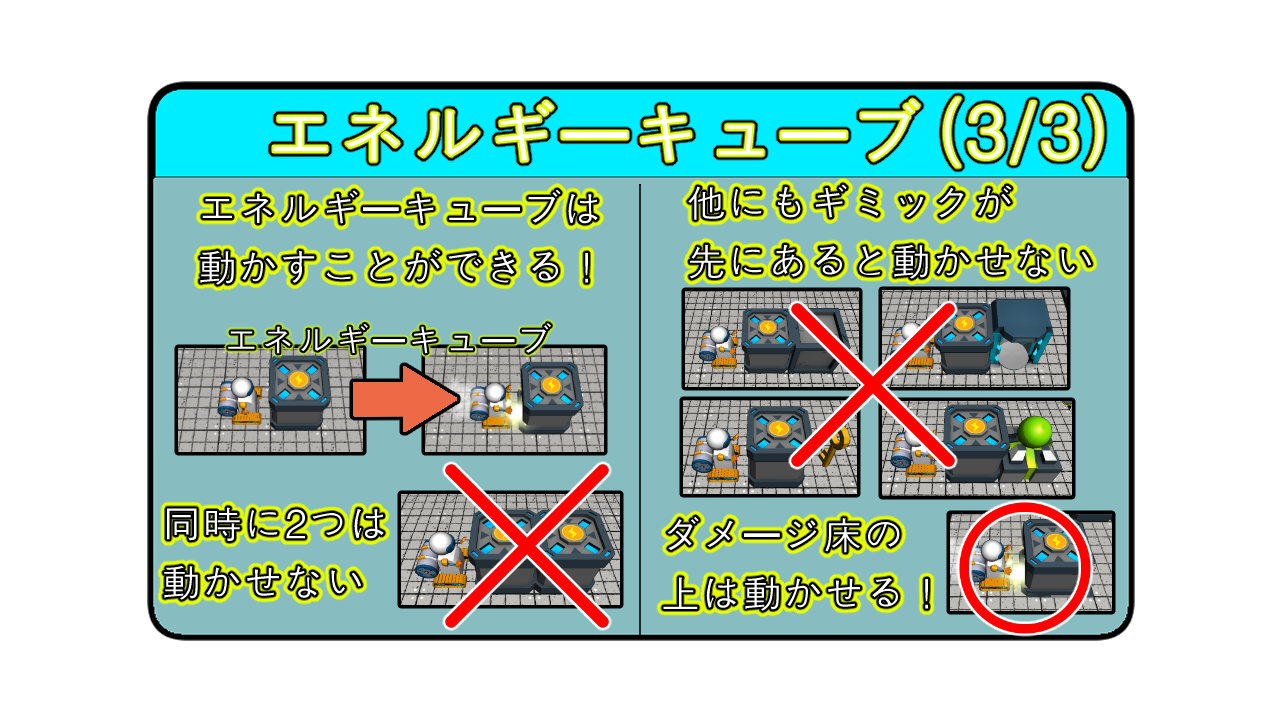 エネルギーキューブ(3/3)
エネルギーキューブは
動かすことができる！
エネルギーキューブ
同時に2つは
動かせない
他にもギミックが
先にあると動かせない
ダメージ床の
上は動かせる！